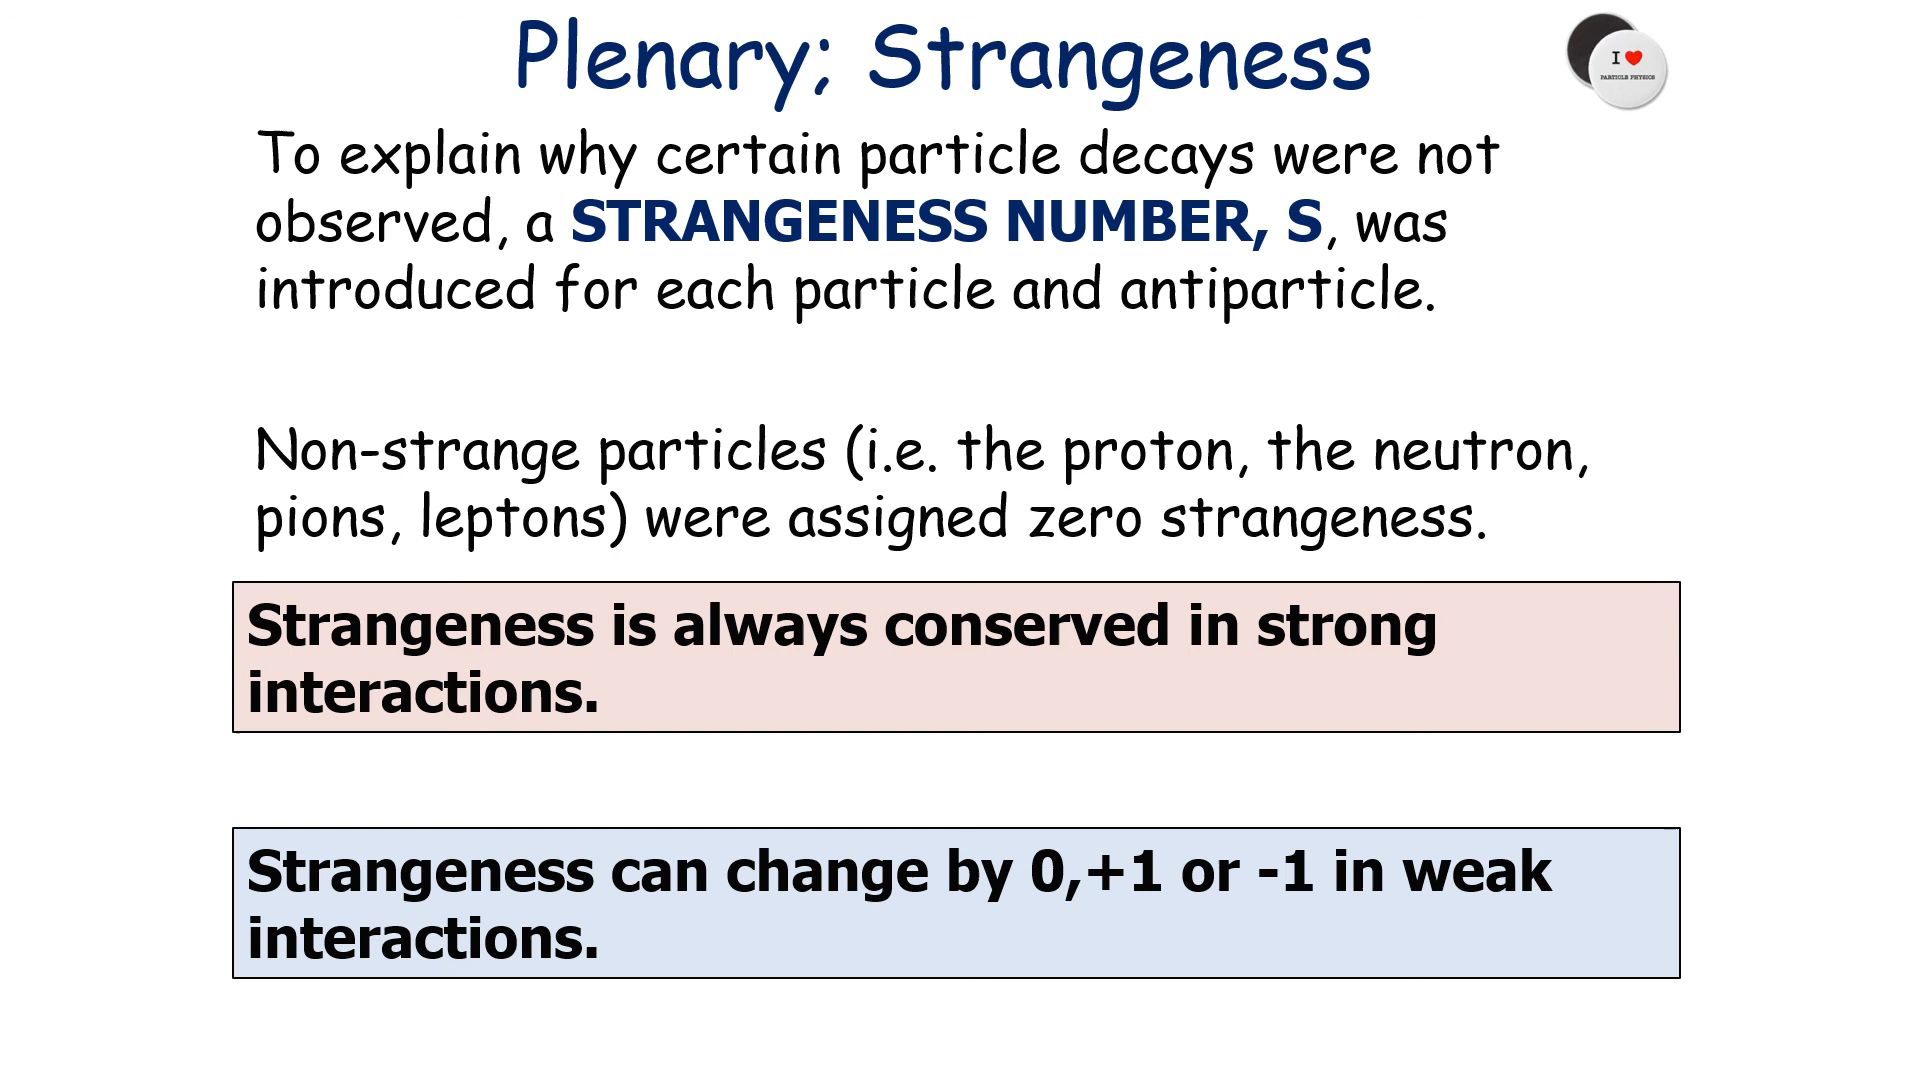 Plenary; Strangeness
I ❤
PARTICLE PHYSICS
To explain why certain particle decays were not
observed, a STRANGENESS NUMBER, S, was
introduced for each particle and antiparticle.
Non-strange particles (i.e. the proton, the neutron,
pions, leptons) were assigned zero strangeness.
Strangeness is always conserved in strong
interactions.
Strangeness can change by 0,+1 or -1 in weak
interactions.